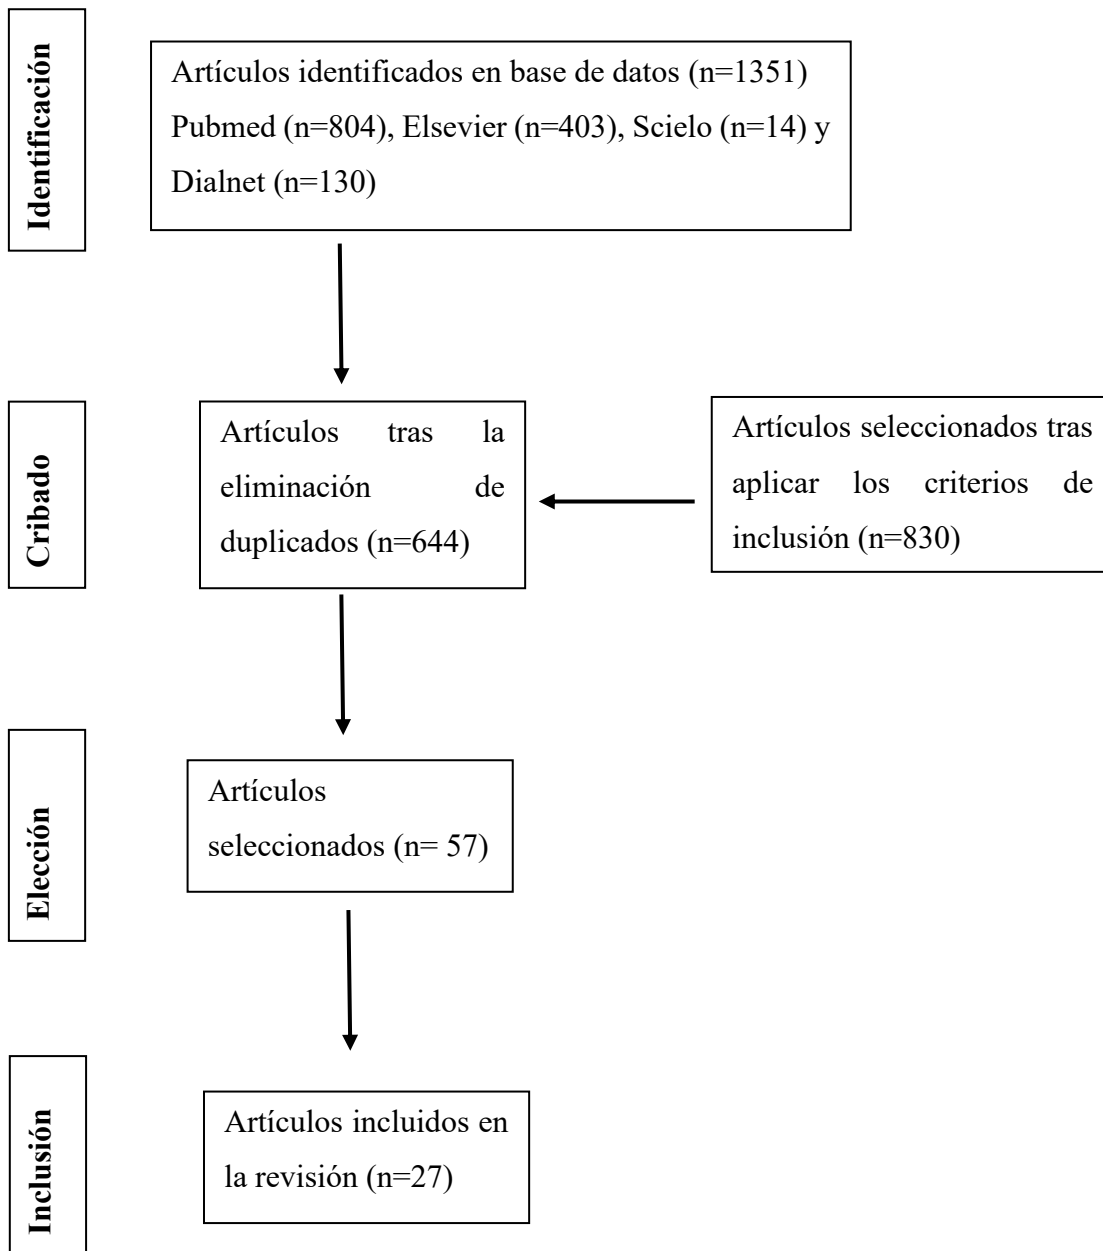 Identificación
Artículos identificados en base de datos (n=1351)
Pubmed (n=804), Elsevier (n=403), Scielo (n=14) y
Dialnet (n=130)
Cribado
Artículos tras la
eliminación de
duplicados (n=644)
Artículos seleccionados tras
aplicar los criterios de
inclusión (n=830)
Elección
Artículos
seleccionados (n= 57)
Inclusión
Artículos incluidos en
la revisión (n=27)